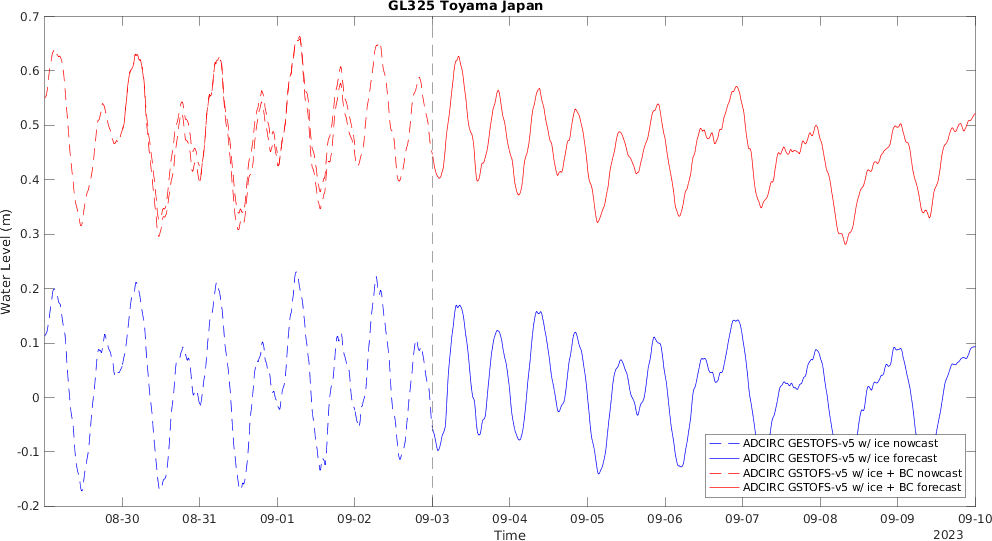 GL325 Toyama Japan
0.7
0.6
0.5
0.4
0.3
0.2
0.1
0
-0.1
-0.2
Water Level (m)
ADCIRC GESTOFS-v5 w/ ice nowcast
ADCIRC GESTOFS-v5 w/ ice forecast
ADCIRC GSTOFS-v5 w/ ice + BC nowcast
ADCIRC GSTOFS-v5 w/ ice + BC forecast
08-30 08-31 09-01 09-02 09-03 09-04 09-05 09-06 09-07 09-08 09-09 09-10
Time
2023